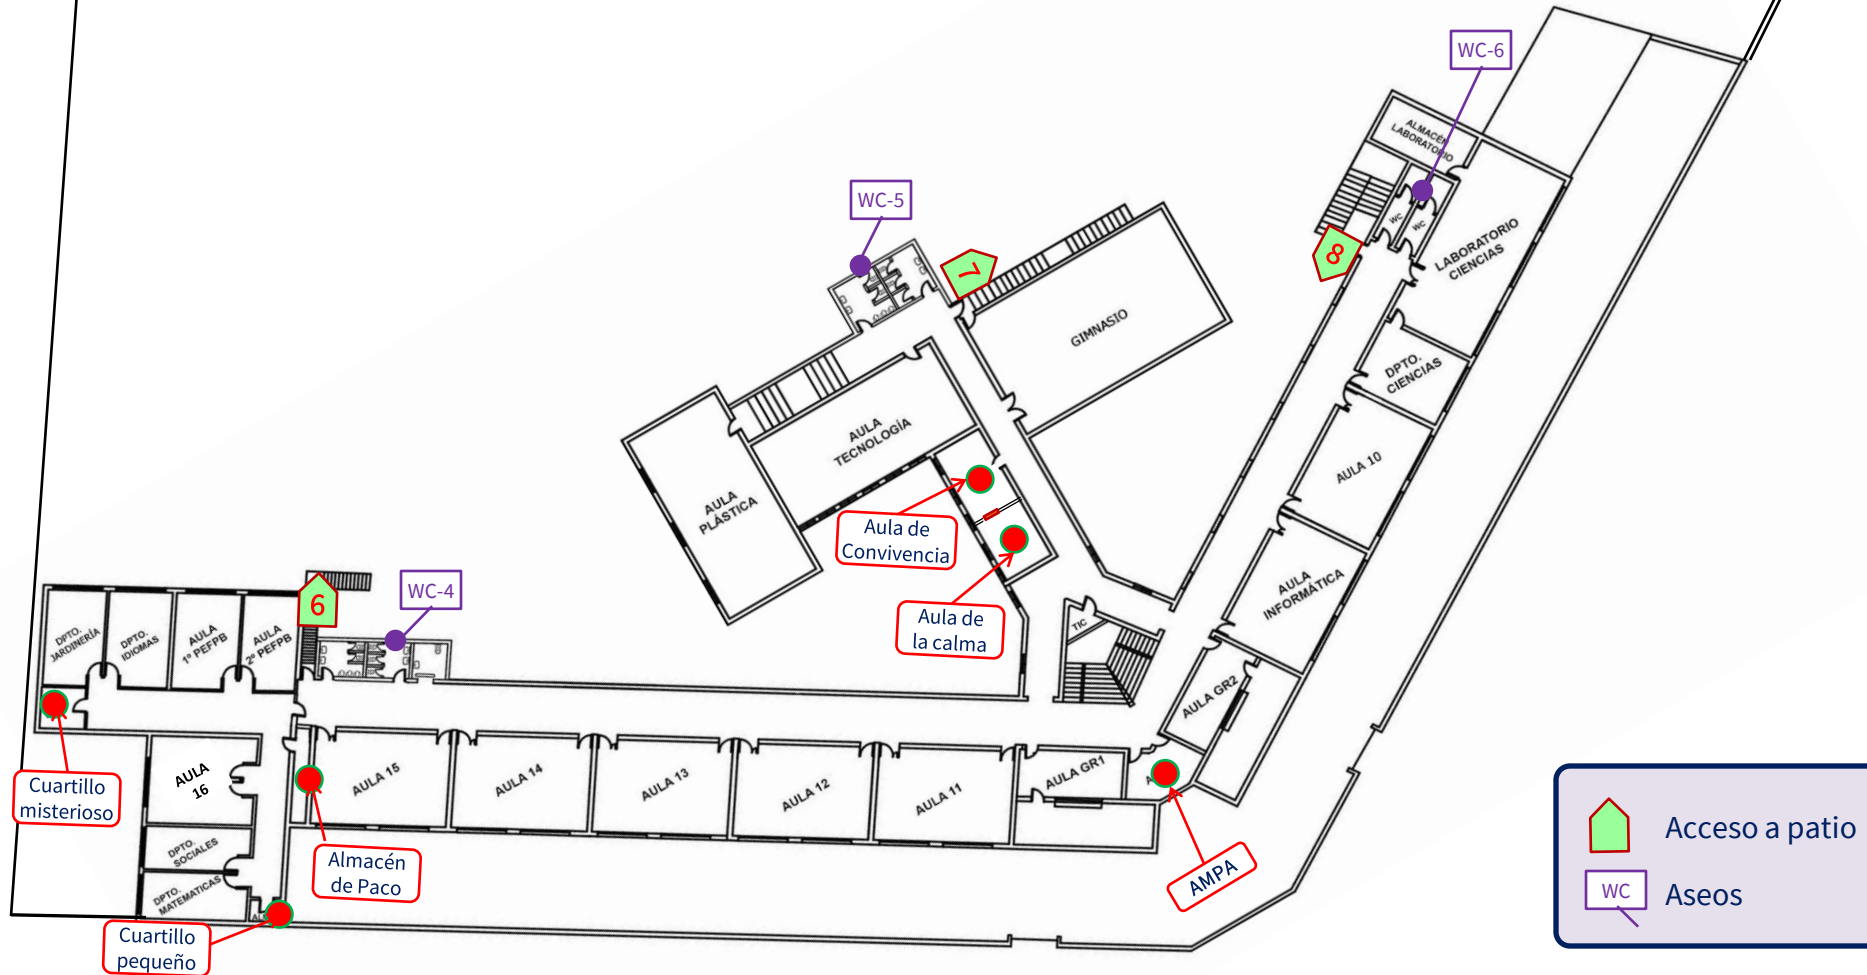 WC-6
ALMACÉN
LABORATORIO
WC
WC
8
LABORATORIO
CIENCIAS
WC-5
7
GIMNASIO
DPTO.
CIENCIAS
AULA
TECNOLOGÍA
AULA 10
AULA
PLÁSTICA
Aula de
Convivencia
AULA
INFORMÁTICA
Aula de
la calma
TIC
6
WC-4
DPTO.
JARDINERÍA
DPTO.
IDIOMAS
AULA
1º PEFPB
AULA
2º PEFPB
AULA GR2
Cuartillo
misterioso
AULA
16
AULA 15
AULA 14
AULA 13
AULA 12
AULA 11
AULA GR1
DPTO.
SOCIALES
DPTO.
MATEMATICAS
Almacén
de Paco
AMPA
Cuartillo
pequeño
Acceso a patio
WC
Aseos